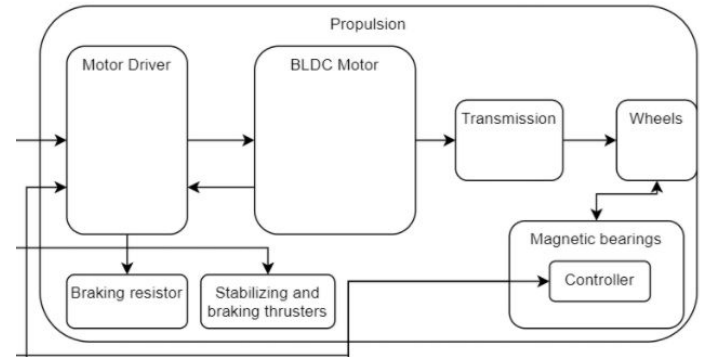 Propulsion
Motor Driver
BLDC Motor
Transmission
Wheels
Magnetic bearings
Controller
Braking resistor
Stabilizing and
braking thrusters